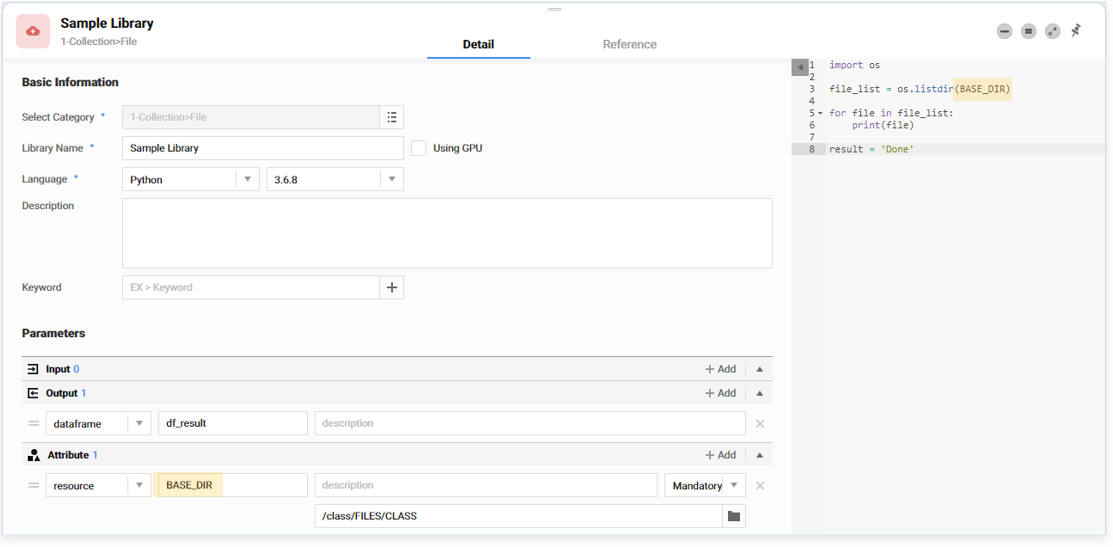 Sample Library
1-Collection>File
Detail
Reference
Basic Information
Select Category *
1-Collection>File
Library Name *
Sample Library
Using GPU
Language *
Python
3.6.8
Description
Keyword
EX > Keyword
Parameters
Input 0
Add
Output 1
Add
dataframe
df_result
description
Attribute 1
Add
resource
BASE_DIR
description
Mandatory
/class/FILES/CLASS
1 import os
2
3 file_list = os.listdir(BASE_DIR)
4
5 for file in file_list:
6 print(file)
7
8 result = 'Done'